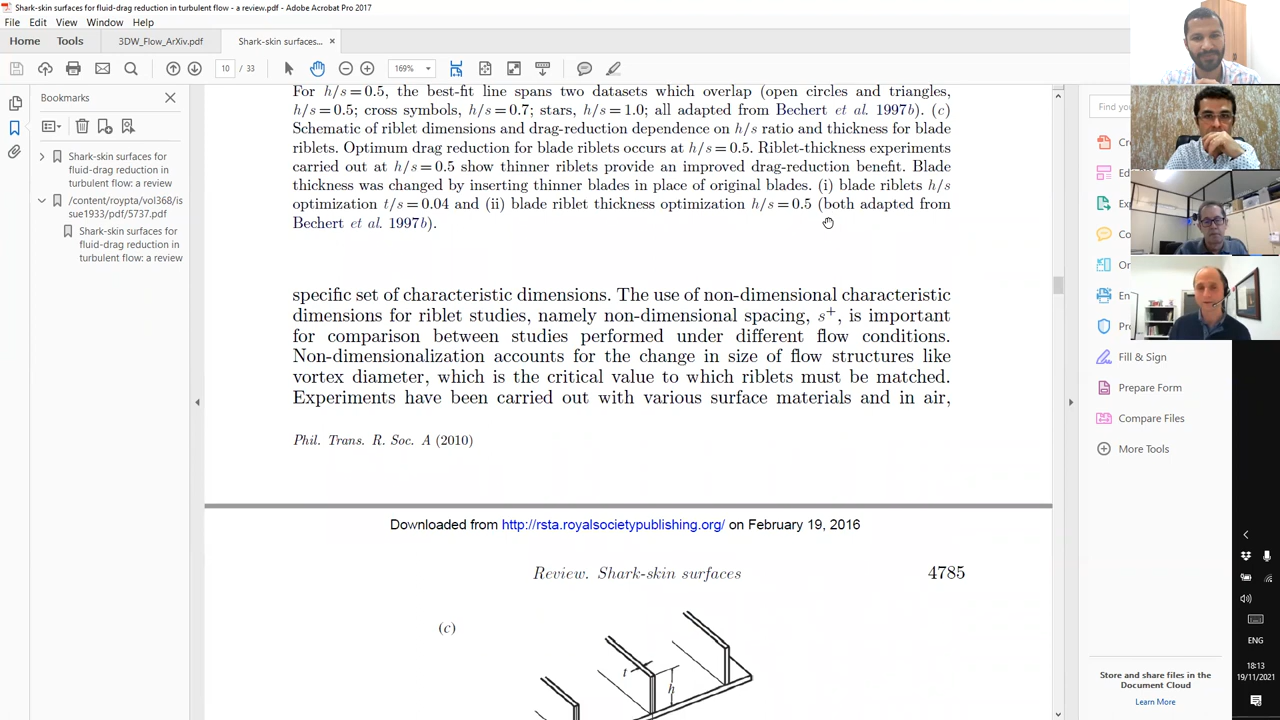 Shark-skin surfaces for fluid-drag reduction in turbulent flow - a review.pdf - Adobe Acrobat Pro 2017
File Edit View Window Help
Home Tools 3DW_Flow_ArXiv.pdf Shark-skin surfaces... ×
10 / 33 169%
Bookmarks
Shark-skin surfaces for
fluid-drag reduction in
turbulent flow: a review
/content/roypta/vol368/is
sue1933/pdf/5737.pdf
Shark-skin surfaces for
fluid-drag reduction in
turbulent flow: a review
For h/s = 0.5, the best-fit line spans two datasets which overlap (open circles and triangles,
h/s = 0.5; cross symbols, h/s = 0.7; stars, h/s = 1.0; all adapted from Bechert et al. 1997b). (c)
Schematic of riblet dimensions and drag-reduction dependence on h/s ratio and thickness for blade
riblets. Optimum drag reduction for blade riblets occurs at h/s = 0.5. Riblet-thickness experiments
carried out at h/s = 0.5 show thinner riblets provide an improved drag-reduction benefit. Blade
thickness was changed by inserting thinner blades in place of original blades. (i) blade riblets h/s
optimization t/s = 0.04 and (ii) blade riblet thickness optimization h/s = 0.5 (both adapted from
Bechert et al. 1997b).
specific set of characteristic dimensions. The use of non-dimensional characteristic
dimensions for riblet studies, namely non-dimensional spacing, s⁺, is important
for comparison between studies performed under different flow conditions.
Non-dimensionalization accounts for the change in size of flow structures like
vortex diameter, which is the critical value to which riblets must be matched.
Experiments have been carried out with various surface materials and in air,
Phil. Trans. R. Soc. A (2010)
Downloaded from http://rsta.royalsocietypublishing.org/ on February 19, 2016
Review. Shark-skin surfaces 4785
(c)
t
h
Fill & Sign
Prepare Form
Compare Files
More Tools
Store and share files in the
Document Cloud
Learn More
ENG
18:13
19/11/2021